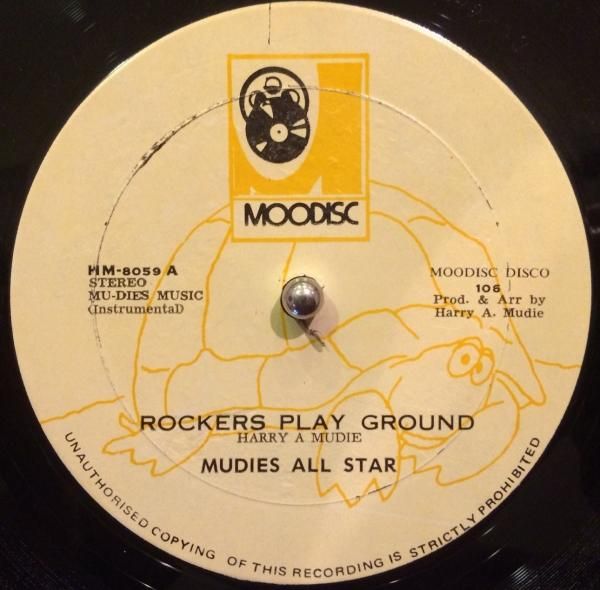 MOODISC
HM-8059 A
STEREO
MU-DIES MUSIC
(Instrumental)
MOODISC DISCO
106
Prod. & Arr by
Harry A. Mudie
ROCKERS PLAY GROUND
HARRY A MUDIE
MUDIES ALL STAR
UNAUTHORISED COPYING OF THIS RECORDING IS STRICTLY PROHIBITED